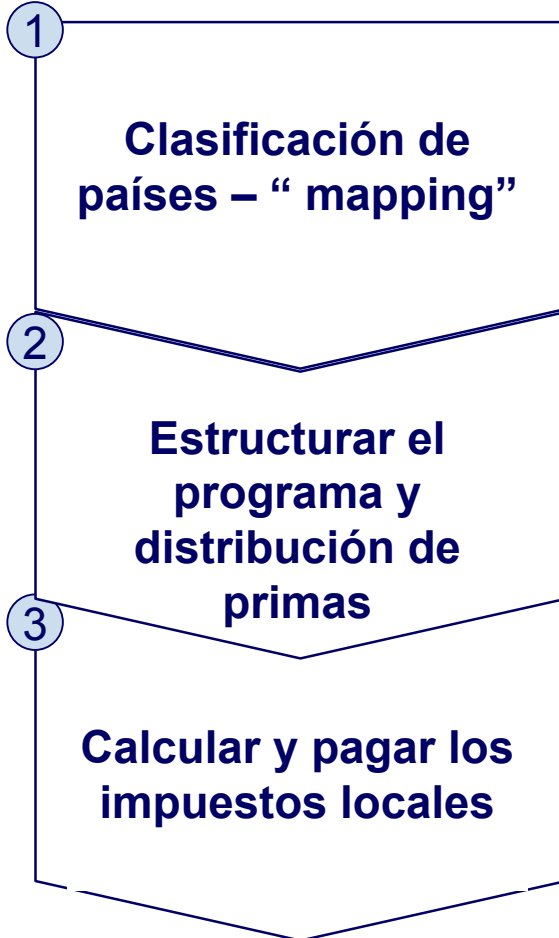 1
Clasificación de
países – “ mapping”
2
Estructurar el
programa y
distribución de
primas
3
Calcular y pagar los
impuestos locales